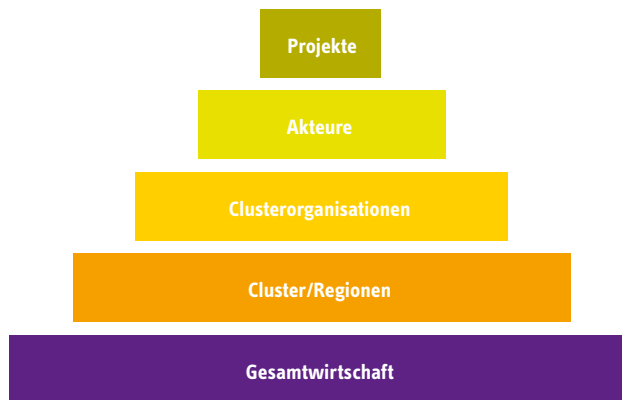 Projekte
Akteure
Clusterorganisationen
Cluster/Regionen
Gesamtwirtschaft